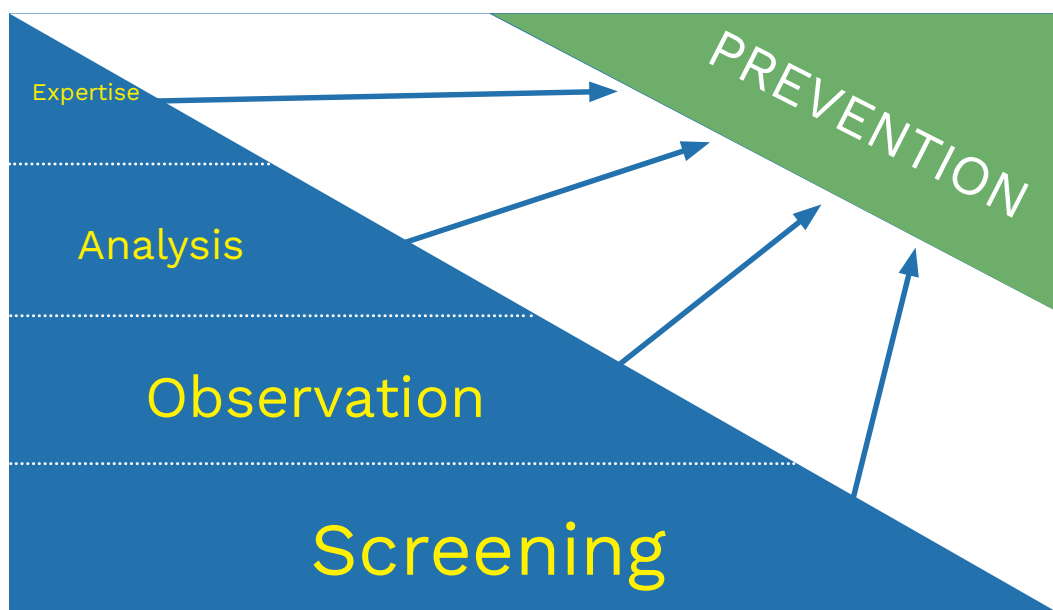 PREVENTION
Expertise
Analysis
Observation
Screening